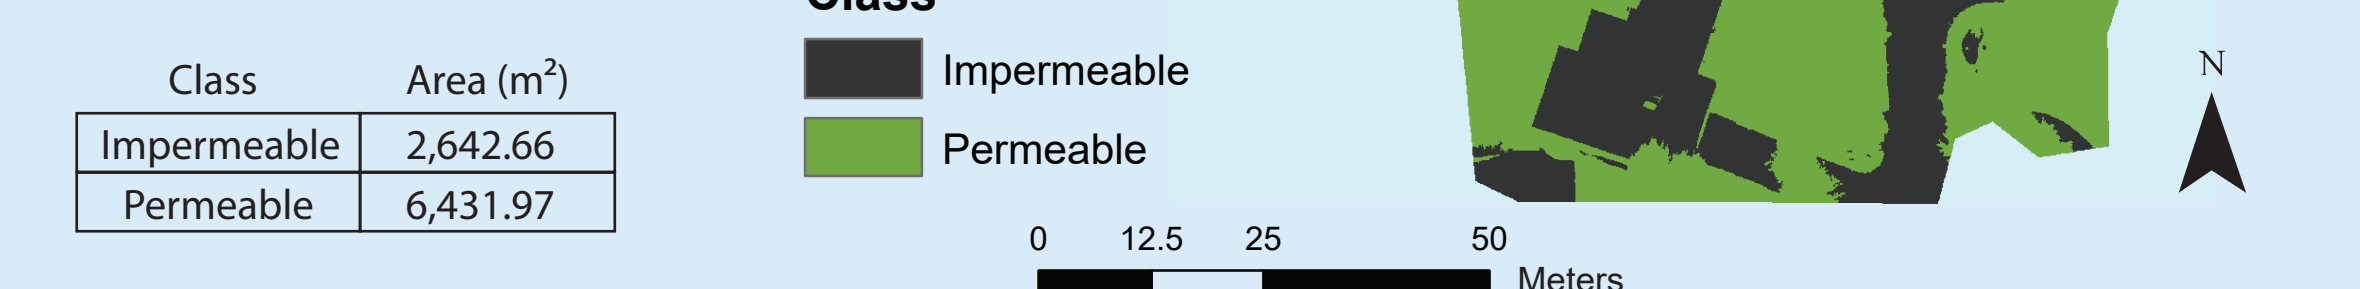 Class
Class Area (m²)
Impermeable 2,642.66
Permeable 6,431.97
Impermeable
Permeable
N
0 12.5 25 50
Meters